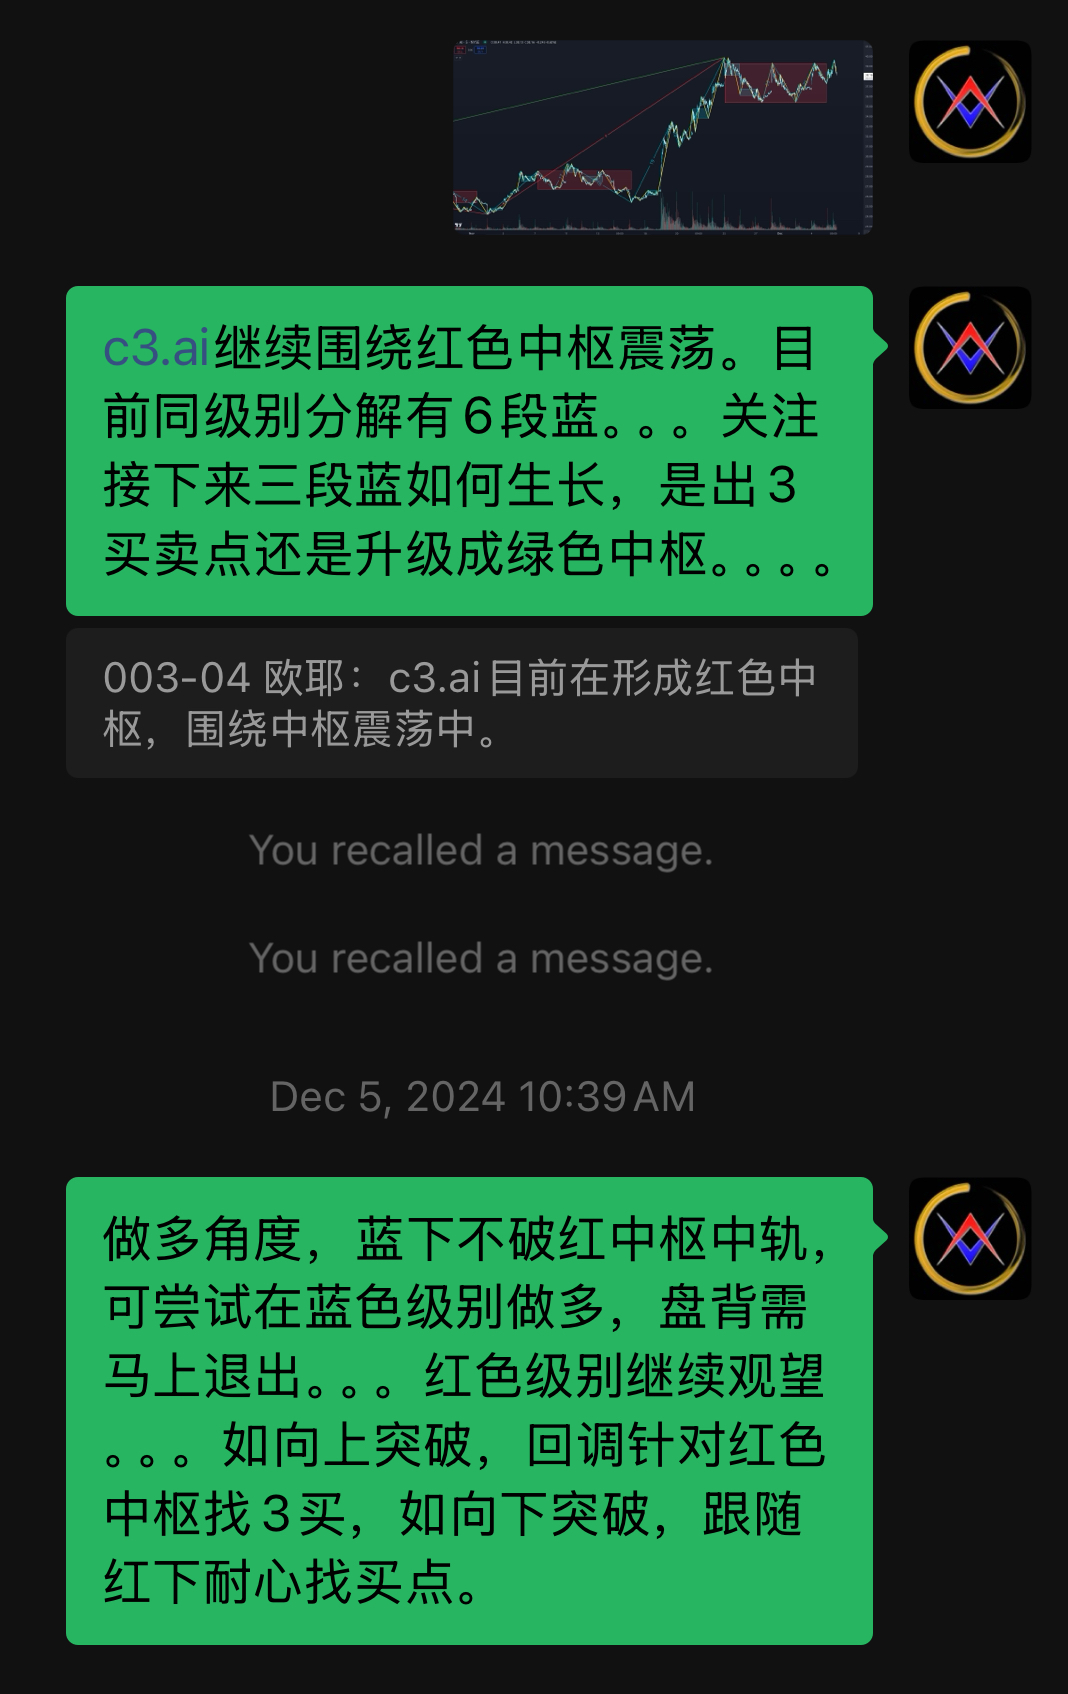 c3.ai继续围绕红色中枢震荡。目
前同级别分解有6段蓝。。。关注
接下来三段蓝如何生长，是出3
买卖点还是升级成绿色中枢。。。。
003-04 欧耶：c3.ai目前在形成红色中
枢，围绕中枢震荡中。
You recalled a message.
You recalled a message.
Dec 5, 2024 10:39 AM
做多角度，蓝下不破红中枢中轨，
可尝试在蓝色级别做多，盘背需
马上退出。。。红色级别继续观望
。。。如向上突破，回调针对红色
中枢找3买，如向下突破，跟随
红下耐心找买点。